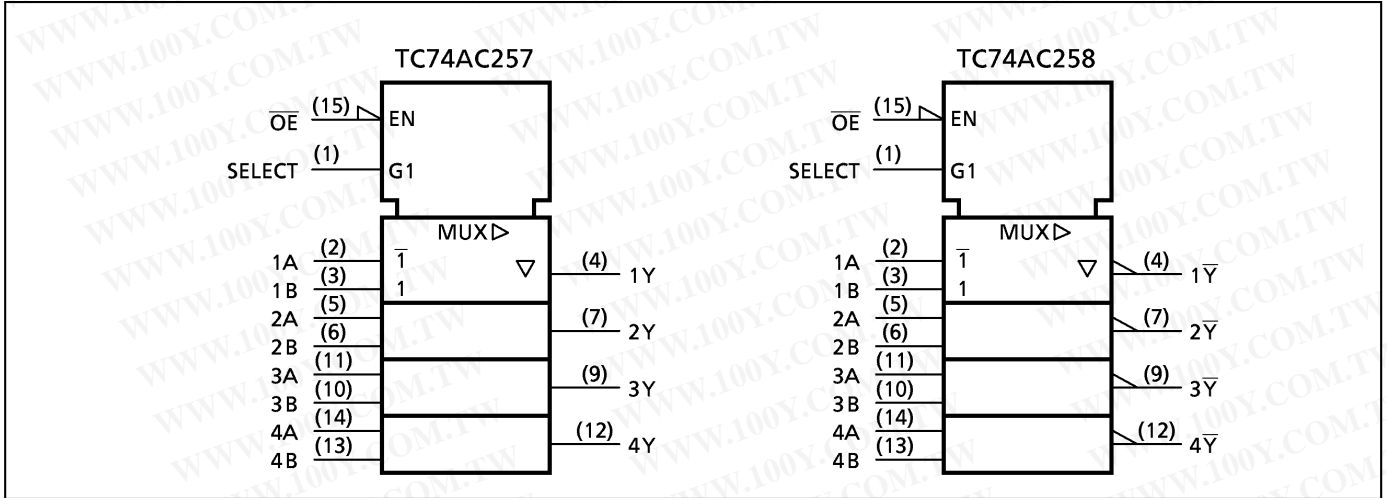 TC74AC257
OE (15) EN
SELECT (1) G1
MUX
1A (2) 1
1B (3) 1
(4) 1Y
2A (5)
2B (6)
(7) 2Y
3A (11)
3B (10)
(9) 3Y
4A (14)
4B (13)
(12) 4Y
TC74AC258
OE (15) EN
SELECT (1) G1
MUX
1A (2) 1
1B (3) 1
(4) 1Y
2A (5)
2B (6)
(7) 2Y
3A (11)
3B (10)
(9) 3Y
4A (14)
4B (13)
(12) 4Y
WWW.100Y.COM.TW